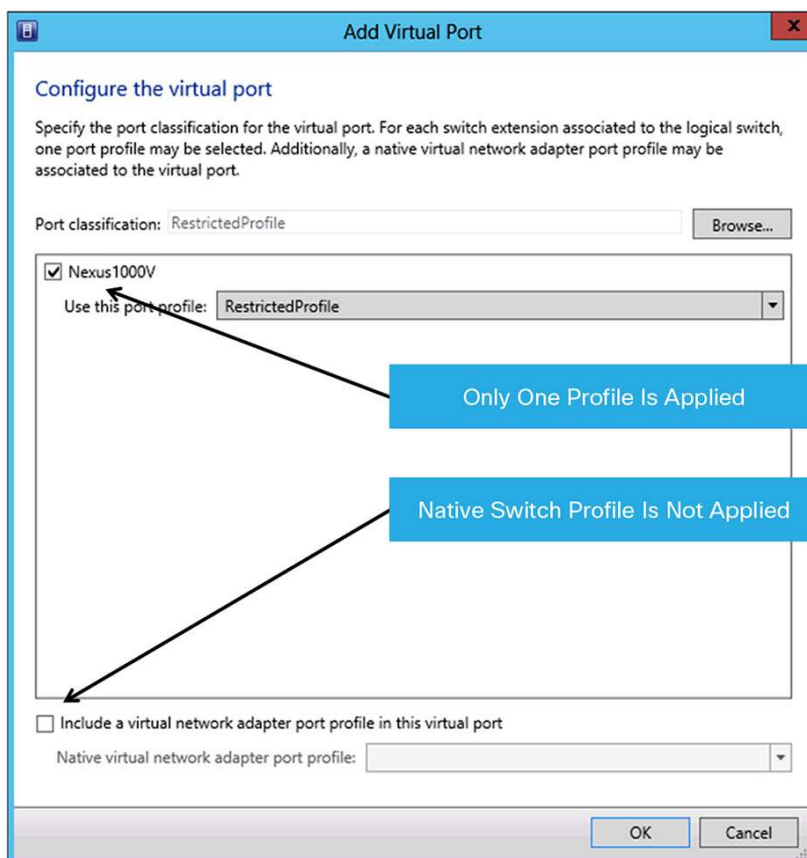 Add Virtual Port
x
Configure the virtual port
Specify the port classification for the virtual port. For each switch extension associated to the logical switch,
one port profile may be selected. Additionally, a native virtual network adapter port profile may be
associated to the virtual port.
Port classification: RestrictedProfile Browse...
Nexus1000V
Use this port profile: RestrictedProfile
Only One Profile Is Applied
Native Switch Profile Is Not Applied
Include a virtual network adapter port profile in this virtual port
Native virtual network adapter port profile:
OK Cancel